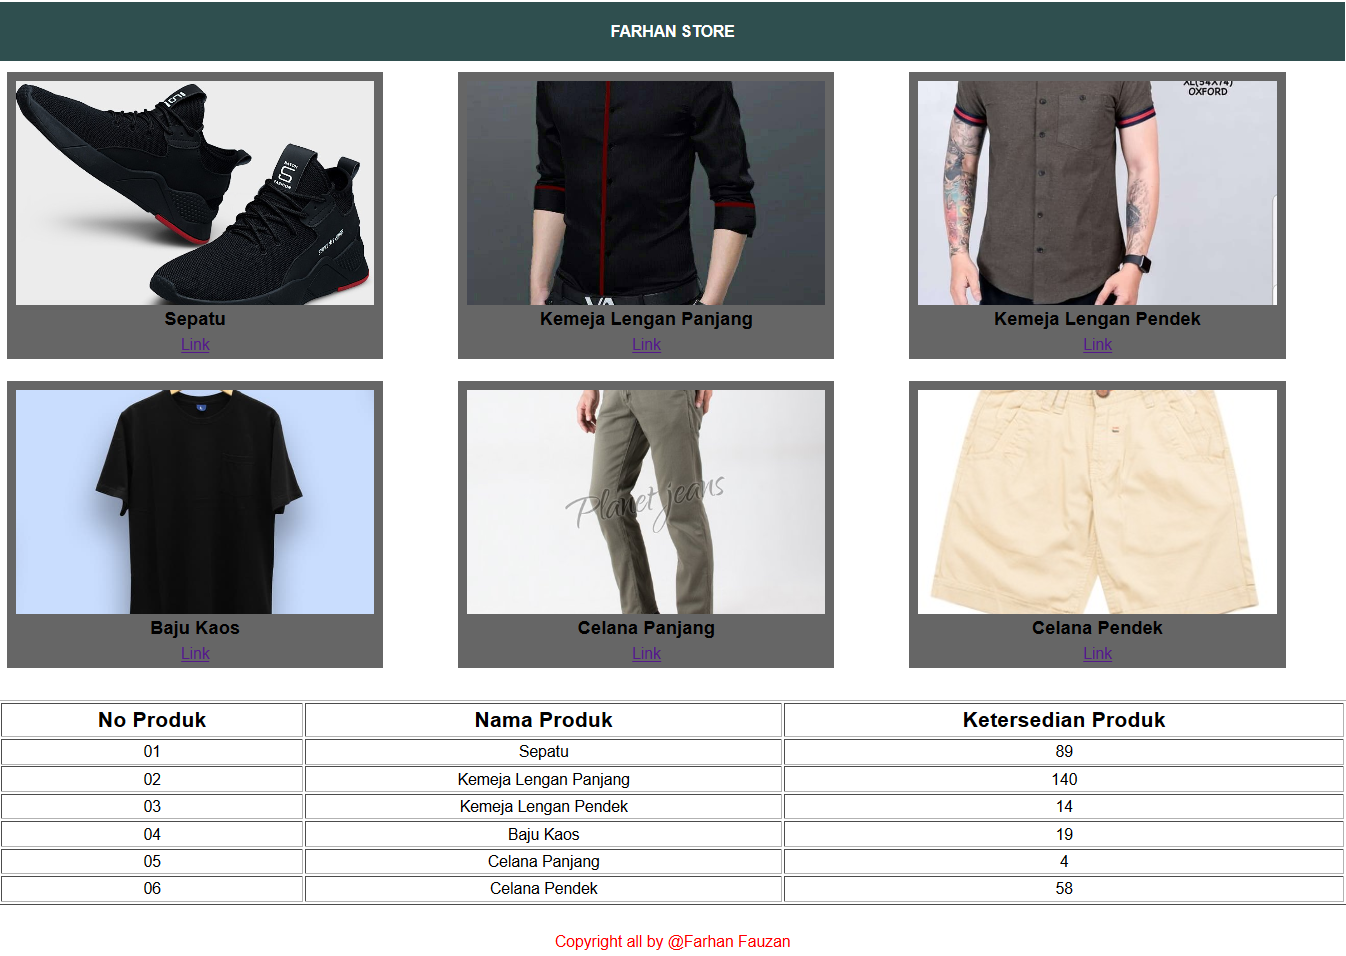 FARHAN STORE
XL(54X74)
OXFORD
Sepatu
Link
Kemeja Lengan Panjang
Link
Kemeja Lengan Pendek
Link
Planet jeans
Baju Kaos
Link
Celana Panjang
Link
Celana Pendek
Link
No Produk Nama Produk Ketersedian Produk
01 Sepatu 89
02 Kemeja Lengan Panjang 140
03 Kemeja Lengan Pendek 14
04 Baju Kaos 19
05 Celana Panjang 4
06 Celana Pendek 58
Copyright all by @Farhan Fauzan